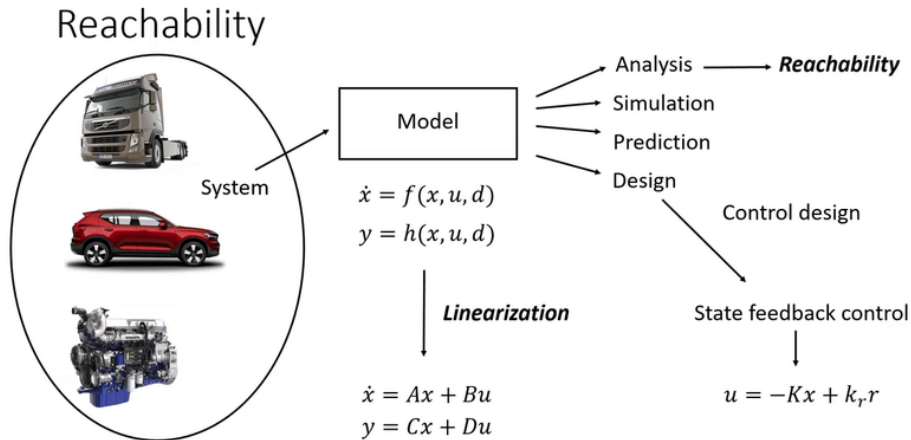 Reachability
System
Model
ẋ = f(x, u, d)
y = h(x, u, d)
Linearization
ẋ = Ax + Bu
y = Cx + Du
Analysis
Reachability
Simulation
Prediction
Design
Control design
State feedback control
u = −Kx + kᵣr